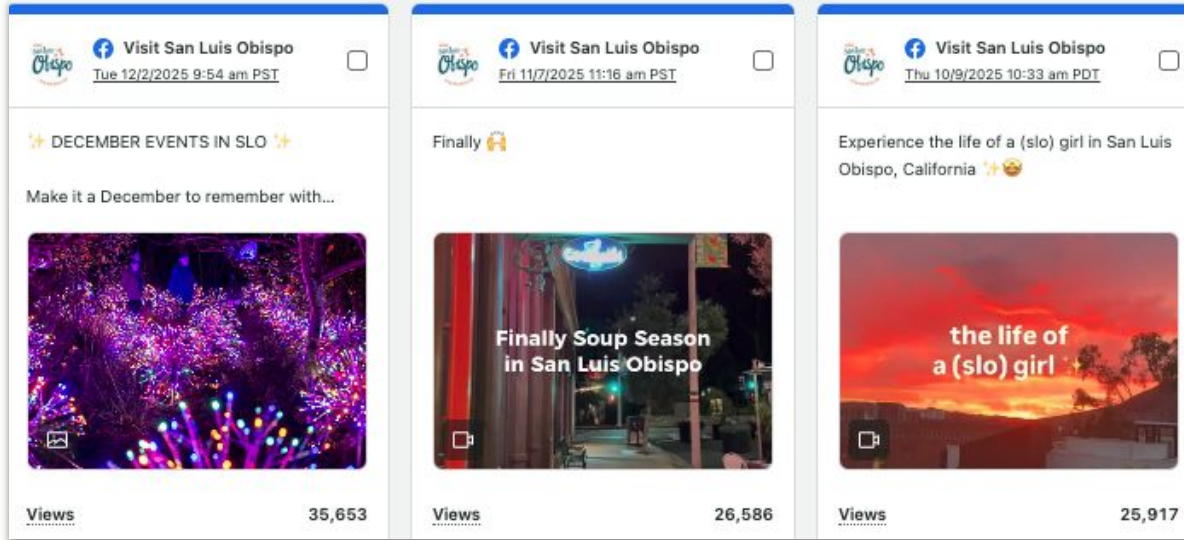 Obispo
Visit San Luis Obispo
Tue 12/2/2025 9:54 am PST
✨ DECEMBER EVENTS IN SLO ✨
Make it a December to remember with...
Views 35,653
Obispo
Visit San Luis Obispo
Fri 11/7/2025 11:16 am PST
Finally 🙌
Finally Soup Season
in San Luis Obispo
Views 26,586
Obispo
Visit San Luis Obispo
Thu 10/9/2025 10:33 am PDT
Experience the life of a (slo) girl in San Luis
Obispo, California ✨🤩
the life of
a (slo) girl ✨
Views 25,917